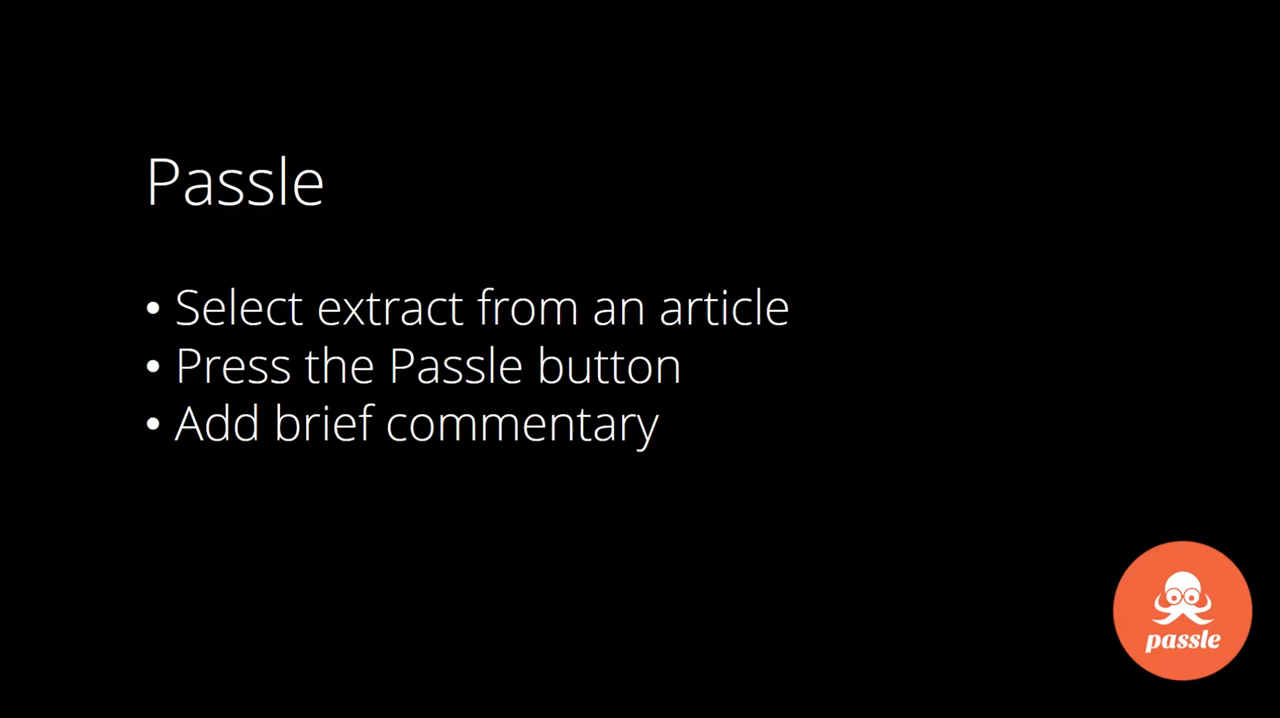 Passle
• Select extract from an article
• Press the Passle button
• Add brief commentary
passle